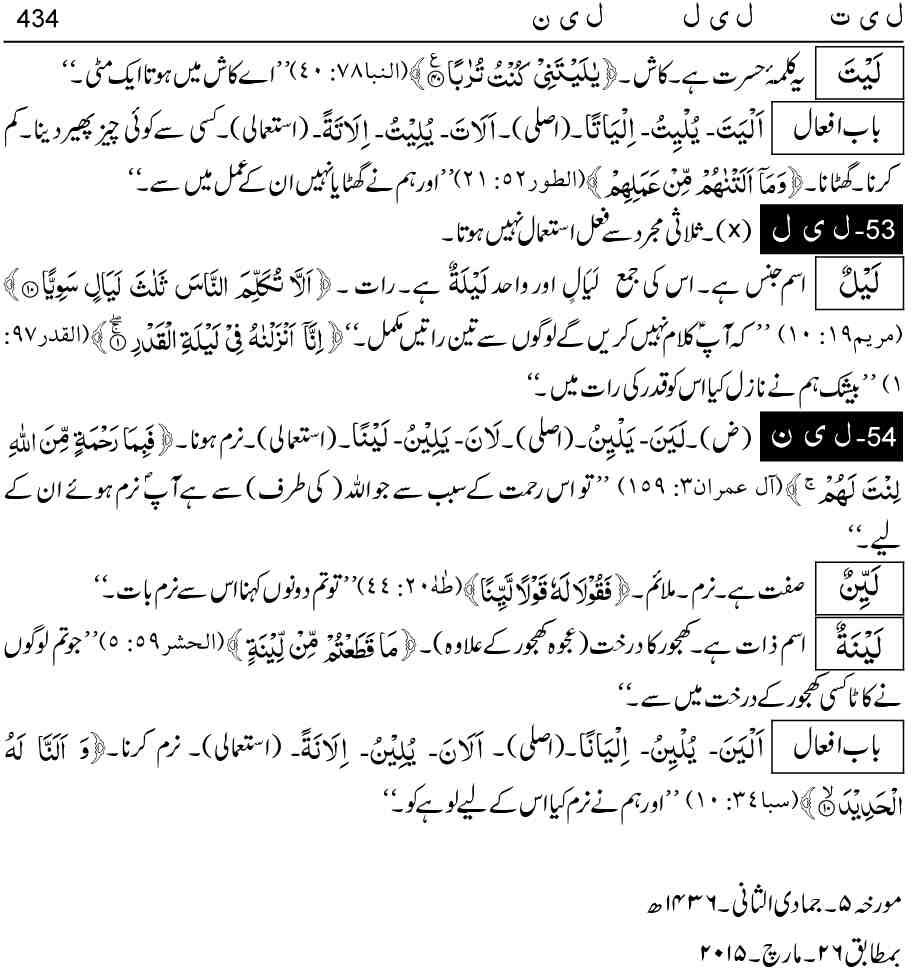 ل ی ت ل ی ل ل ی ن 434
لَیْتَ یہ کلمۂ حسرت ہے۔ کاش۔ ﴿یٰلَیْتَنِیْ کُنْتُ تُرٰبًا ﴾ (النبا۷۸: ۴۰) ’’اے کاش میں ہوتا ایک مٹی۔‘‘
باب افعال اَلْیَتَ۔ یُلْیِتُ۔ اِلْیَاتًا۔ (اصلی)۔ اَلَاتَ۔ یُلِیْتُ۔ اِلَاتَۃً۔ (استعمالی)۔ کسی سے کوئی چیز پھیر دینا۔ کم
کرنا۔ گھٹانا۔ ﴿وَمَآ اَلَتْنٰهُمْ مِّنْ عَمَلِهِمْ ﴾ (الطور۵۲: ۲۱) ’’اور ہم نے گھٹایا نہیں ان کے عمل میں سے۔‘‘
53- ل ی ل (x)۔ ثلاثی مجرد سے فعل استعمال نہیں ہوتا۔
لَیْلٌ اسم جنس ہے۔ اس کی جمع لَیَالٍ اور واحد لَیْلَۃٌ ہے۔ رات ۔ ﴿اَلَّا تُکَلِّمَ النَّاسَ ثَلٰثَ لَیَالٍ سَوِیًّا ۱۰﴾
(مریم۱۹: ۱۰) ’’ کہ آپؑ کلام نہیں کریں گے لوگوں سے تین راتیں مکمل۔‘‘ ﴿ اِنَّآ اَنْزَلْنٰهُ فِیْ لَیْلَةِ الْقَدْرِ ۱﴾ (القدر۹۷:
۱) ’’بیشک ہم نے نازل کیا اس کو قدر کی رات میں ۔‘‘
54- ل ی ن (ض)۔ لَیَنَ۔ یَلْیِنُ۔ (اصلی)۔ لَانَ۔ یَلِیْنُ۔ لَیْنًا۔ (استعمالی)۔ نرم ہونا۔ ﴿ فَبِمَا رَحْمَةٍ مِّنَ اللهِ
لِنْتَ لَهُمْ ۚ ﴾ (آل عمران۳: ۱۵۹) ’’تو اس رحمت کے سبب سے جو اللہ ( کی طرف) سے ہے آپؐ نرم ہوئے ان کے
لیے۔‘‘
لَیِّنٌ صفت ہے۔ نرم ۔ ملائم۔ ﴿فَقُوْلَا لَهٗ قَوْلًا لَّیِّنًا﴾ (طٰہٰ۲۰: ۴۴) ’’تو تم دونوں کہنا اس سے نرم بات۔‘‘
لَیْنَۃٌ اسم ذات ہے۔ کھجور کا درخت (عجوہ کھجور کے علاوہ)۔ ﴿ مَا قَطَعْتُمْ مِّنْ لِّیْنَةٍ ﴾ (الحشر۵۹: ۵) ’’جو تم لوگوں
نے کاٹا کسی کھجور کے درخت میں سے۔‘‘
باب افعال اَلْیَنَ۔ یُلْیِنُ۔ اِلْیَانًا۔ (اصلی)۔ اَلَانَ۔ یُلِیْنُ۔ اِلَانَۃً۔ (استعمالی)۔ نرم کرنا۔ ﴿وَ اَلَنَّا لَهُ
الْحَدِیْدَ ۱۰﴾ (سبا۳۴: ۱۰) ’’اور ہم نے نرم کیا اس کے لیے لوہے کو۔‘‘
مورخہ ۵۔ جمادی الثانی۔ ۱۴۳۶ھ
بمطابق ۲۶۔ مارچ۔ ۲۰۱۵